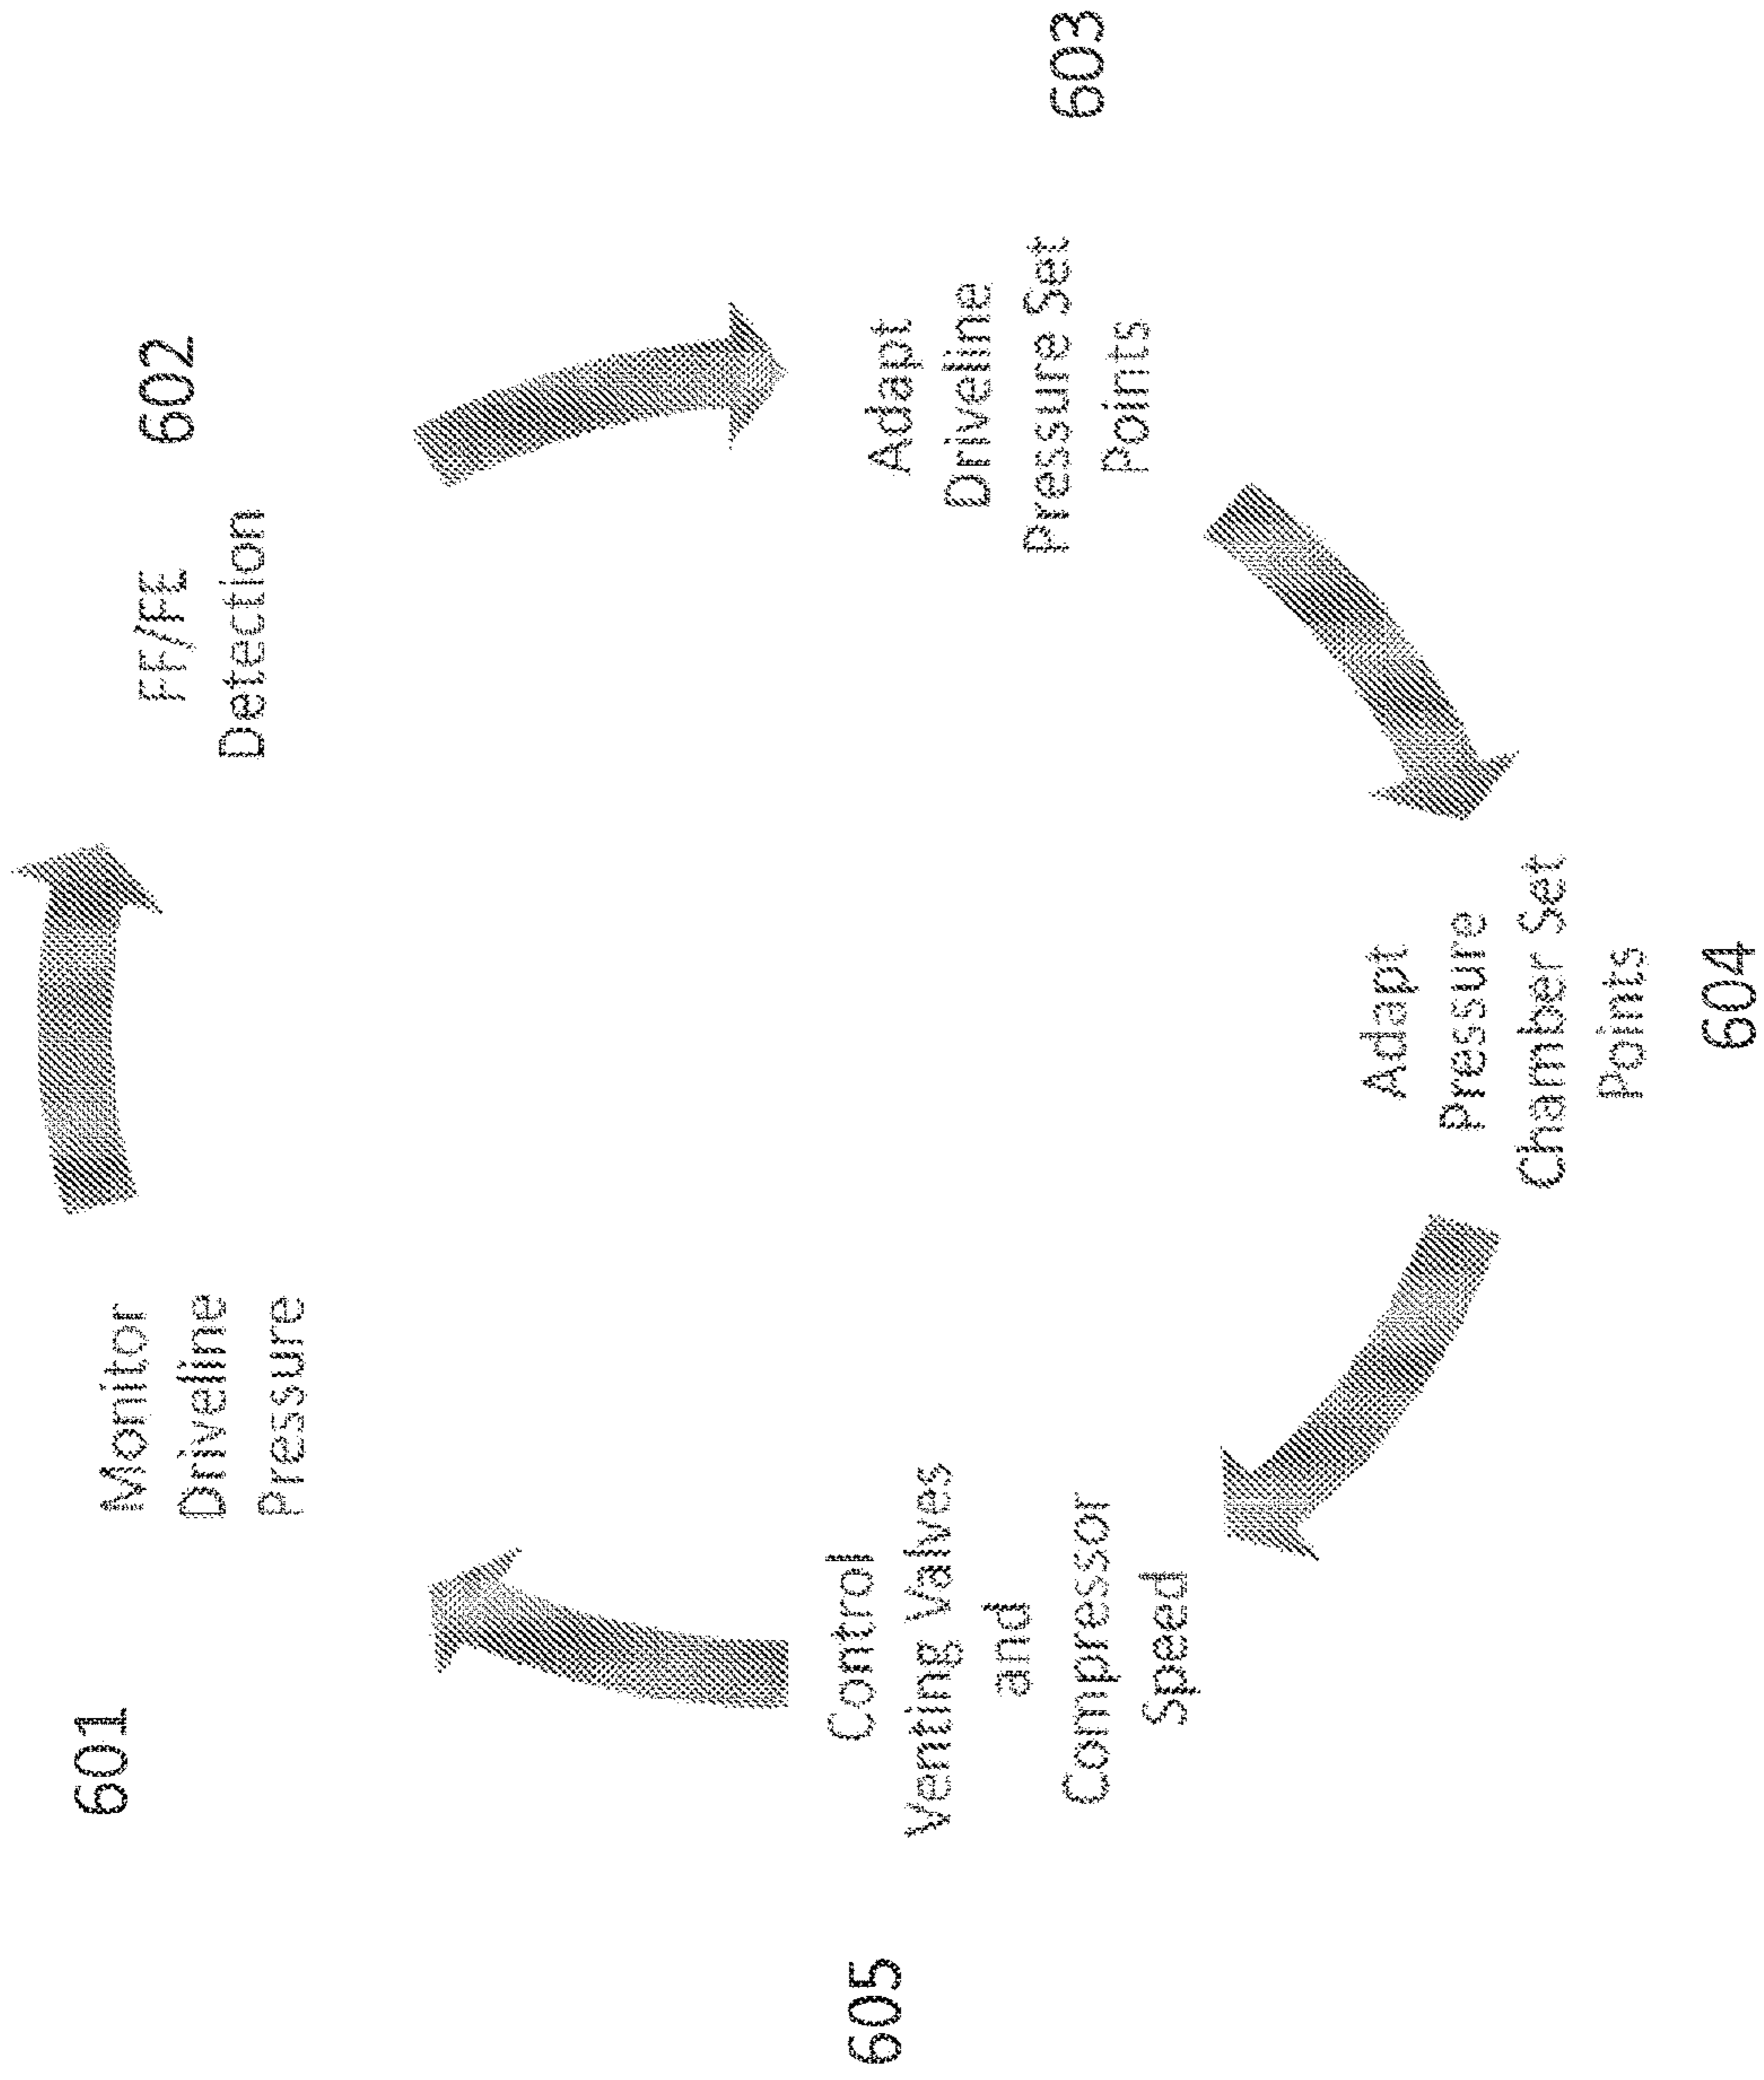 601
Monitor
Driveline
Pressure
FF/FE
Detection
602
Adapt
Driveline
Pressure Set
Points
603
Adapt
Pressure
Chamber Set
Points
604
Control
Venting Valves
and
Compressor
Speed
605